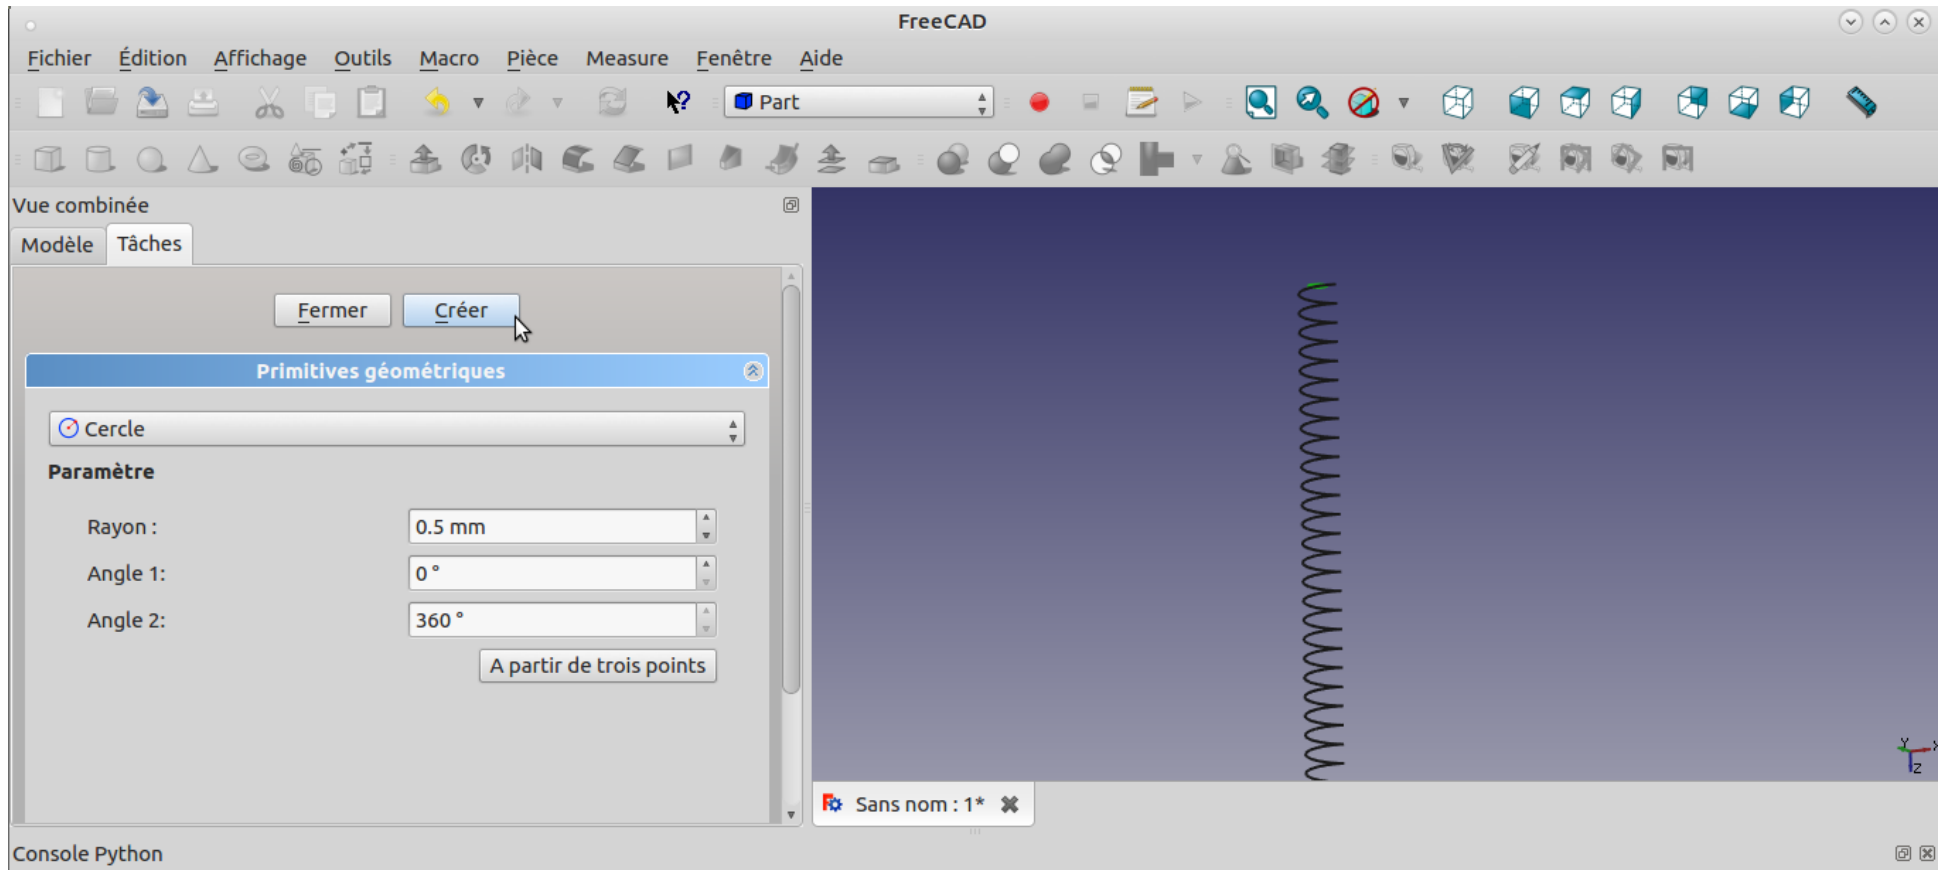 FreeCAD
Fichier Édition Affichage Outils Macro Pièce Measure Fenêtre Aide
Part
Vue combinée
Modèle Tâches
Fermer Créer
Primitives géométriques
Cercle
Paramètre
Rayon : 0.5 mm
Angle 1: 0 °
Angle 2: 360 °
A partir de trois points
Y X
Z
Sans nom : 1*
Console Python